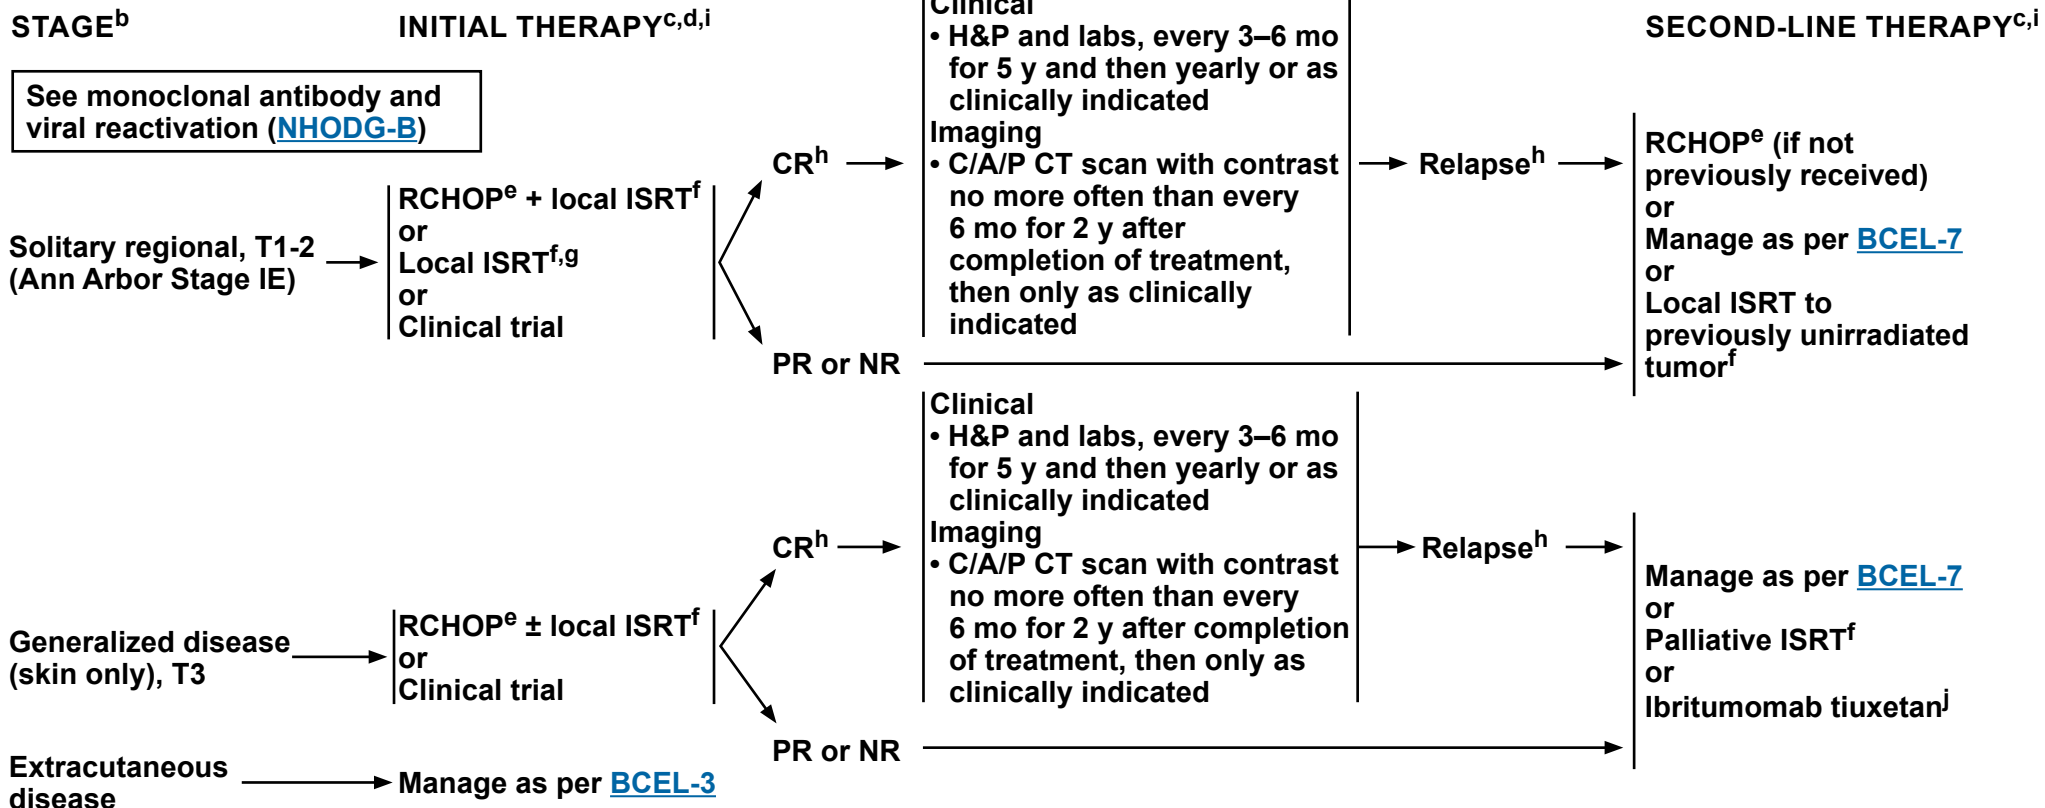 STAGEb
INITIAL THERAPYc,d,i
SECOND-LINE THERAPYc,i
See monoclonal antibody and
viral reactivation (NHODG-B)
Solitary regional, T1-2
(Ann Arbor Stage IE)
RCHOPe + local ISRTf
or
Local ISRTf,g
or
Clinical trial
CRh
PR or NR
Clinical
• H&P and labs, every 3–6 mo
for 5 y and then yearly or as
clinically indicated
Imaging
• C/A/P CT scan with contrast
no more often than every
6 mo for 2 y after
completion of treatment,
then only as clinically
indicated
Relapseh
RCHOPe (if not
previously received)
or
Manage as per BCEL-7
or
Local ISRT to
previously unirradiated
tumorf
Generalized disease
(skin only), T3
RCHOPe ± local ISRTf
or
Clinical trial
CRh
PR or NR
Clinical
• H&P and labs, every 3–6 mo
for 5 y and then yearly or as
clinically indicated
Imaging
• C/A/P CT scan with contrast
no more often than every
6 mo for 2 y after completion
of treatment, then only as
clinically indicated
Relapseh
Manage as per BCEL-7
or
Palliative ISRTf
or
Ibritumomab tiuxetanj
Extracutaneous
disease
Manage as per BCEL-3